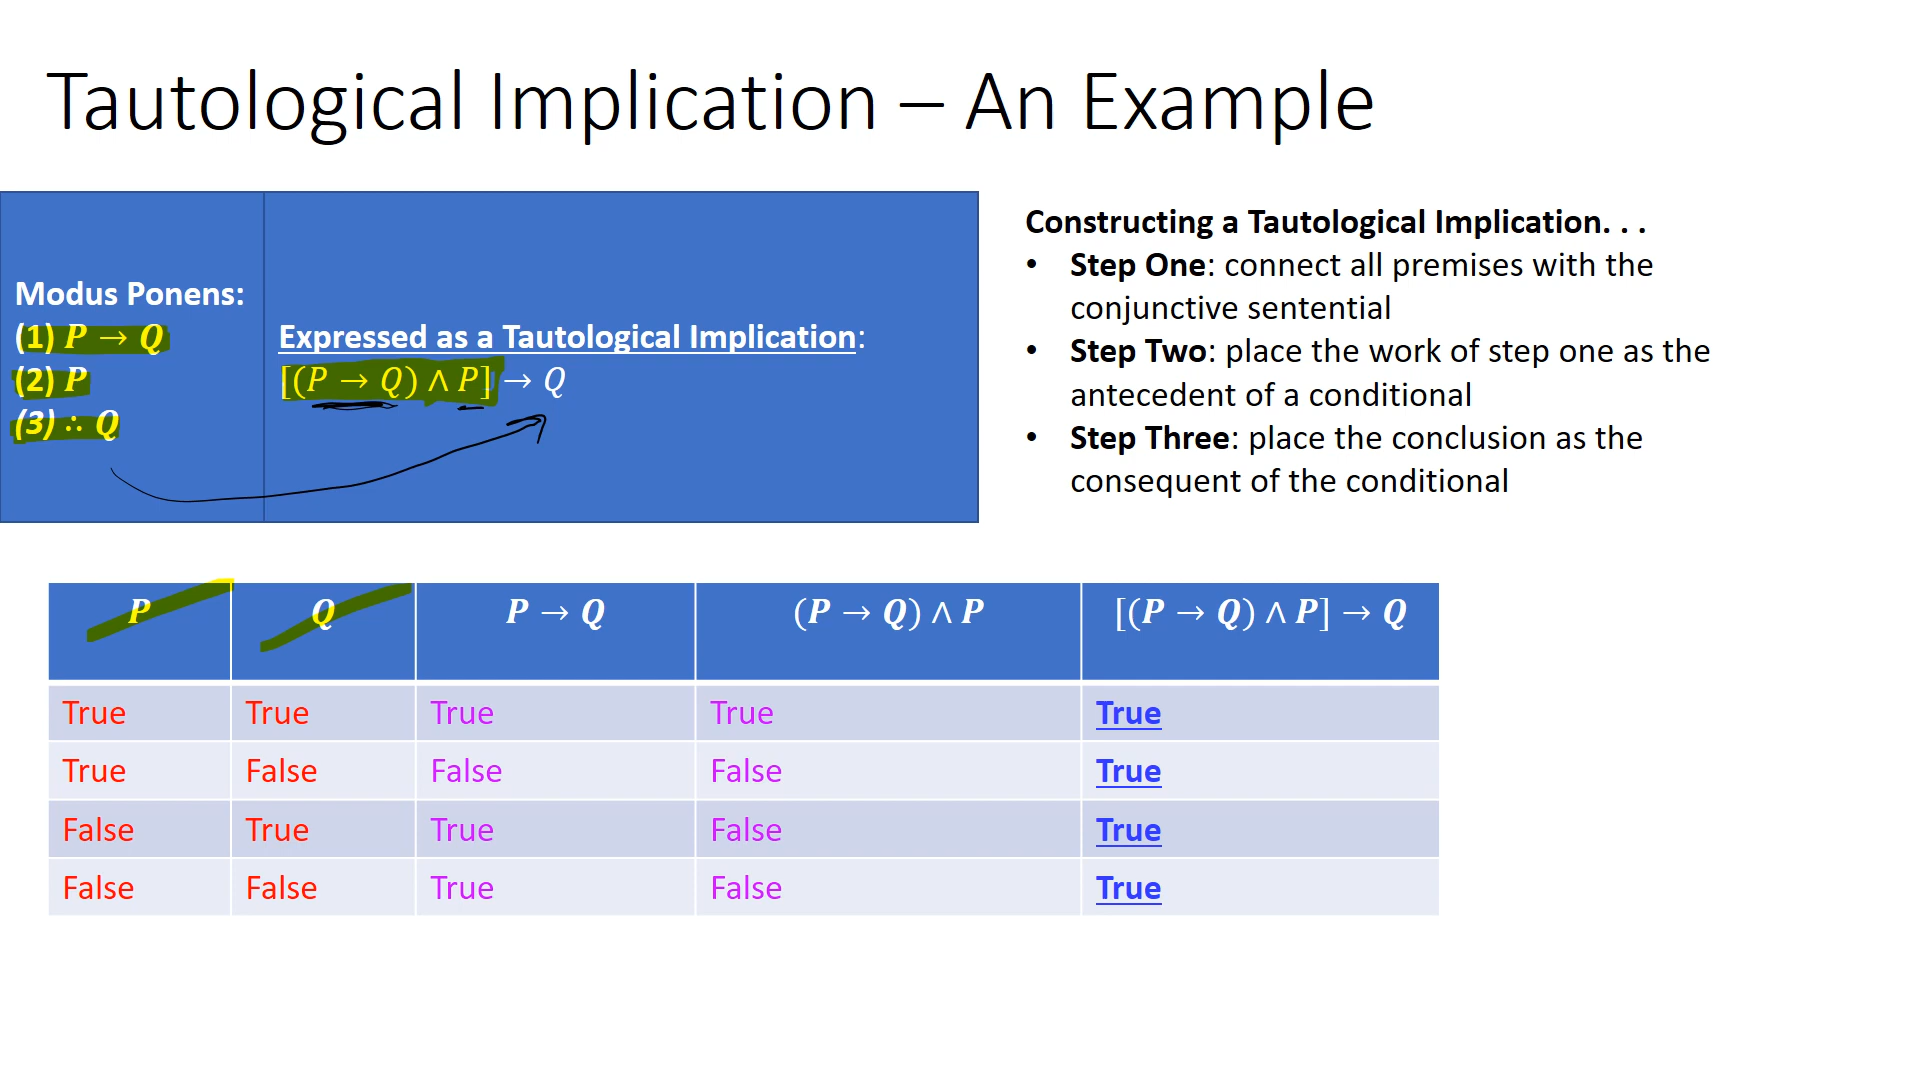 Tautological Implication – An Example
Modus Ponens:
(1) P → Q
(2) P
(3) ∴ Q
Expressed as a Tautological Implication:
[(P → Q) ∧ P] → Q
Constructing a Tautological Implication. . .
• Step One: connect all premises with the
conjunctive sentential
• Step Two: place the work of step one as the
antecedent of a conditional
• Step Three: place the conclusion as the
consequent of the conditional
P Q P → Q (P → Q) ∧ P [(P → Q) ∧ P] → Q
True True True True True
True False False False True
False True True False True
False False True False True